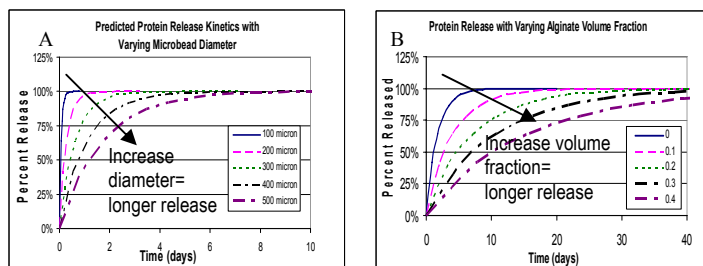 A
Predicted Protein Release Kinetics with
Varying Microbead Diameter
Percent Release
125%
100%
75%
50%
25%
0%
Increase
diameter=
longer release
100 micron
200 micron
300 micron
400 micron
500 micron
0 2 4 6 8 10
Time (days)
B
Protein Release with Varying Alginate Volume Fraction
Percent Released
125%
100%
75%
50%
25%
0%
Increase volume
fraction=
longer release
0
0.1
0.2
0.3
0.4
0 10 20 30 40
Time (days)